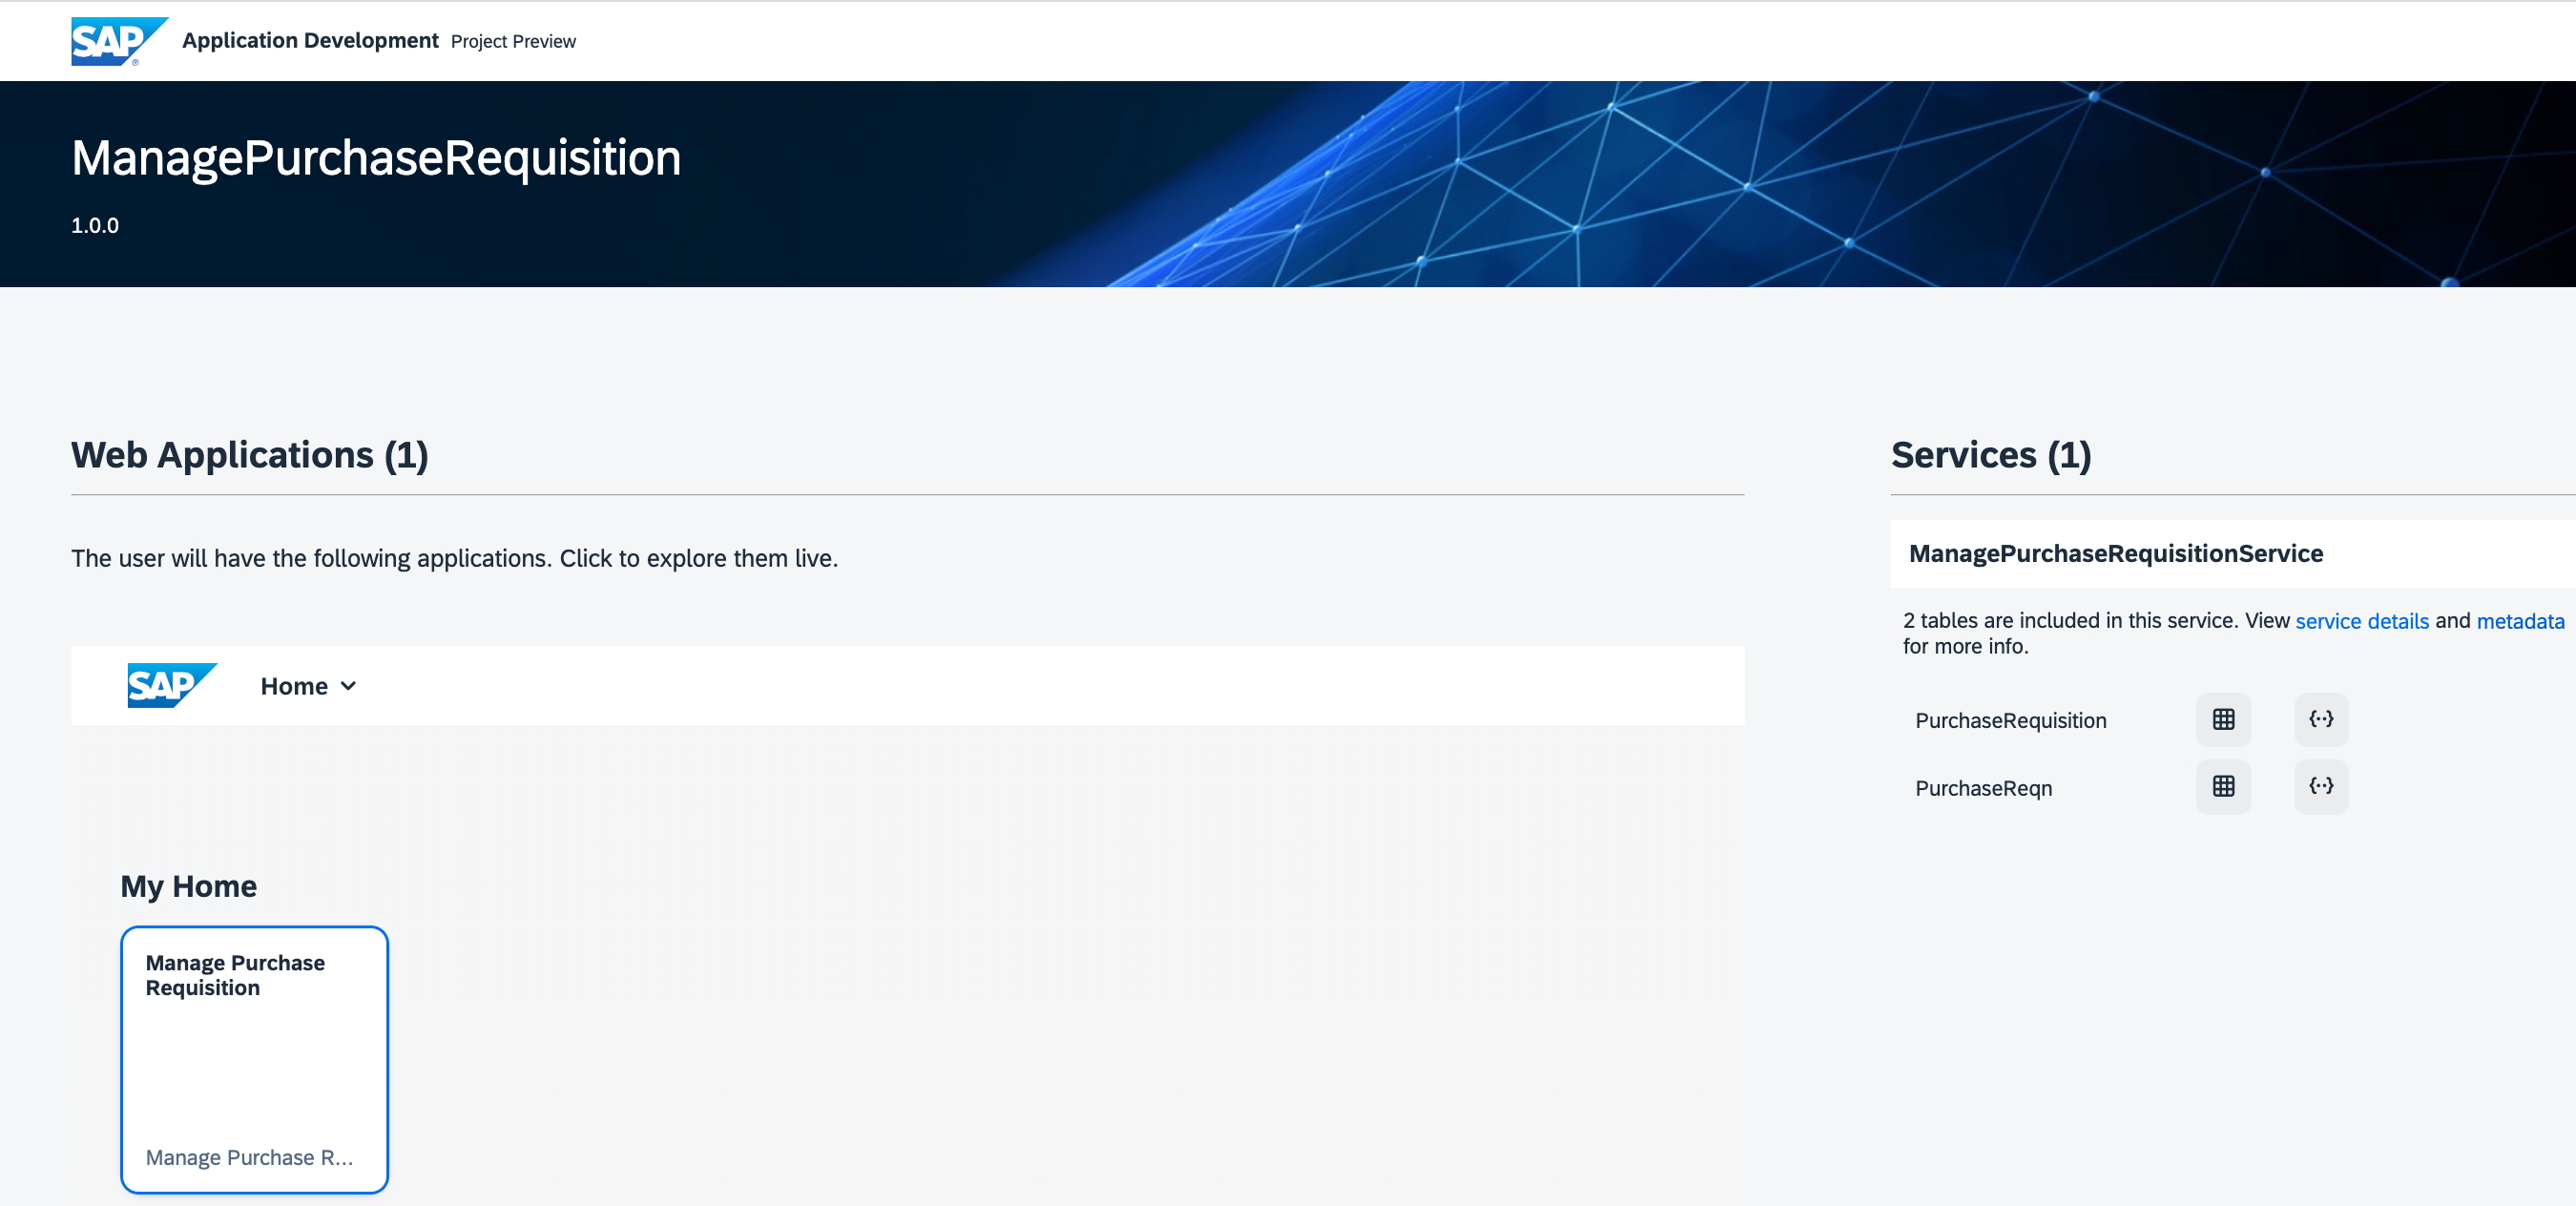 SAP Application Development Project Preview
ManagePurchaseRequisition
1.0.0
Web Applications (1)
The user will have the following applications. Click to explore them live.
SAP Home
My Home
Manage Purchase
Requisition
Manage Purchase R...
Services (1)
ManagePurchaseRequisitionService
2 tables are included in this service. View service details and metadata
for more info.
PurchaseRequisition
PurchaseReqn